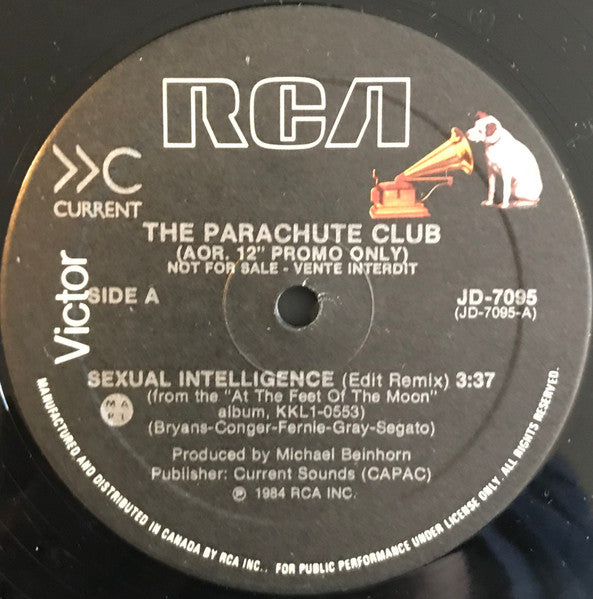 RCA
>>C
CURRENT
Victor
THE PARACHUTE CLUB
(AOR. 12" PROMO ONLY)
NOT FOR SALE - VENTE INTERDIT
SIDE A
JD-7095
(JD-7095-A)
SEXUAL INTELLIGENCE (Edit Remix) 3:37
(from the "At The Feet Of The Moon"
album, KKL1-0553)
(Bryans-Conger-Fernie-Gray-Segato)
MAPL
Produced by Michael Beinhorn
Publisher: Current Sounds (CAPAC)
℗ 1984 RCA INC.
MANUFACTURED AND DISTRIBUTED IN CANADA BY RCA INC., FOR PUBLIC PERFORMANCE UNDER LICENSE ONLY. ALL RIGHTS RESERVED.